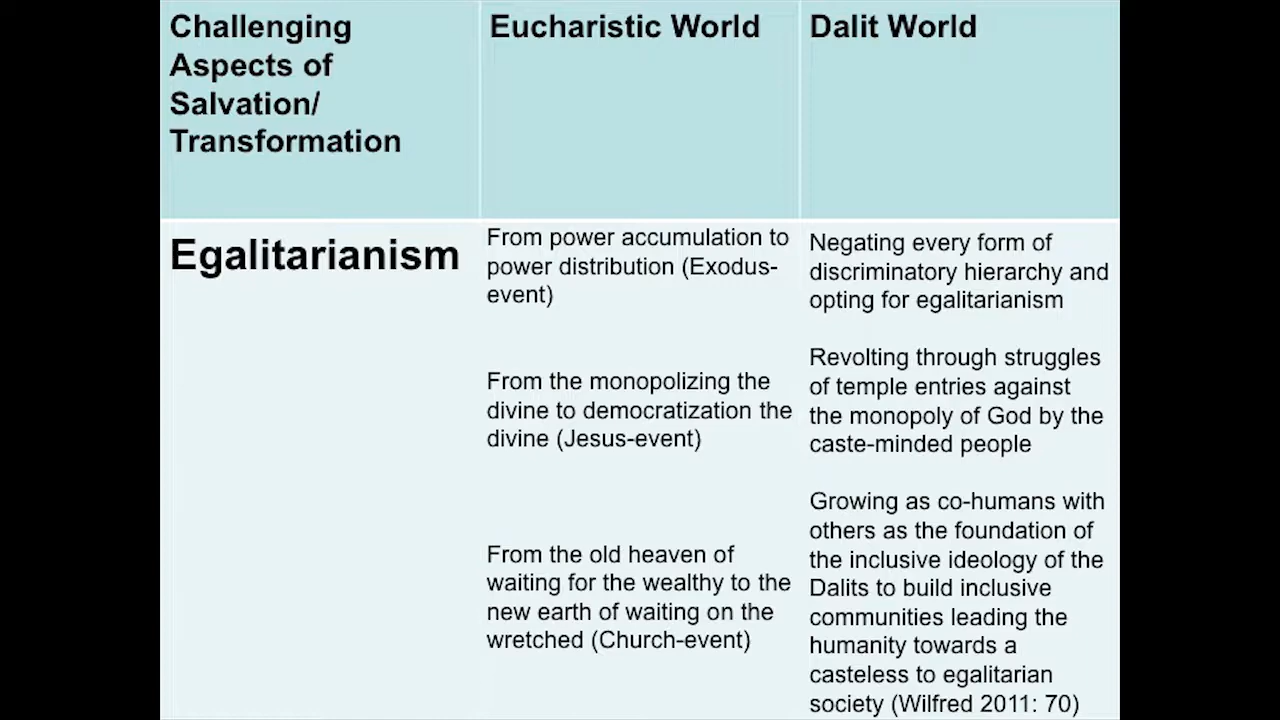 Challenging
Aspects of
Salvation/
Transformation
Eucharistic World
Dalit World
Egalitarianism
From power accumulation to
power distribution (Exodus-
event)
From the monopolizing the
divine to democratization the
divine (Jesus-event)
From the old heaven of
waiting for the wealthy to the
new earth of waiting on the
wretched (Church-event)
Negating every form of
discriminatory hierarchy and
opting for egalitarianism
Revolting through struggles
of temple entries against
the monopoly of God by the
caste-minded people
Growing as co-humans with
others as the foundation of
the inclusive ideology of the
Dalits to build inclusive
communities leading the
humanity towards a
casteless to egalitarian
society (Wilfred 2011: 70)